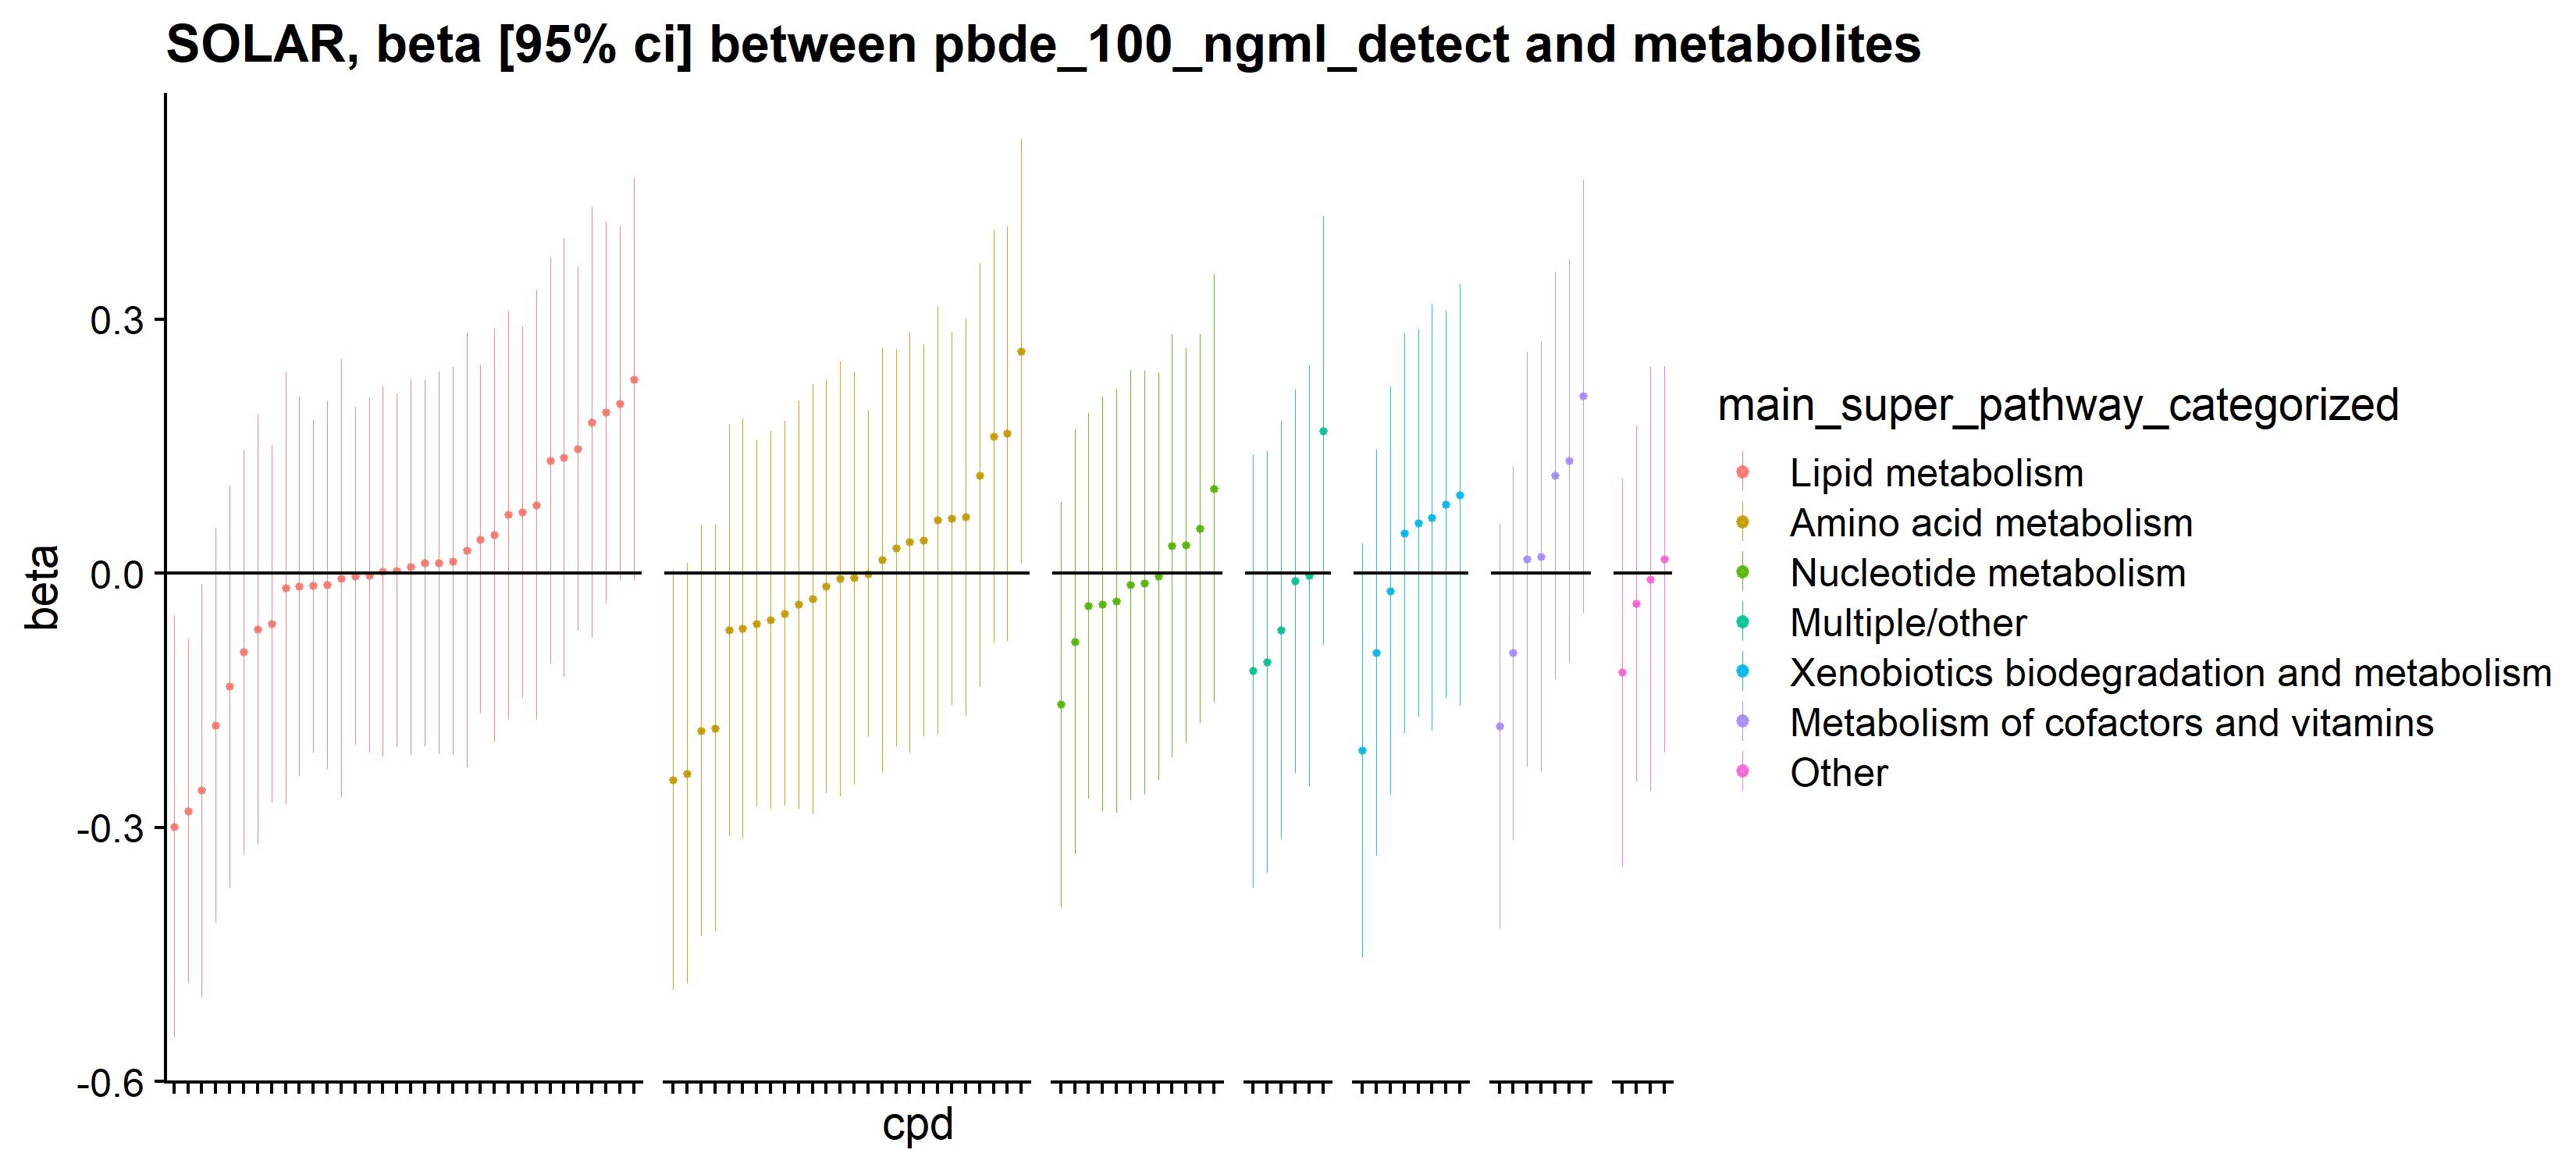 SOLAR, beta [95% ci] between pbde_100_ngml_detect and metabolites
beta
0.3
0.0
-0.3
-0.6
cpd
main_super_pathway_categorized
Lipid metabolism
Amino acid metabolism
Nucleotide metabolism
Multiple/other
Xenobiotics biodegradation and metabolism
Metabolism of cofactors and vitamins
Other